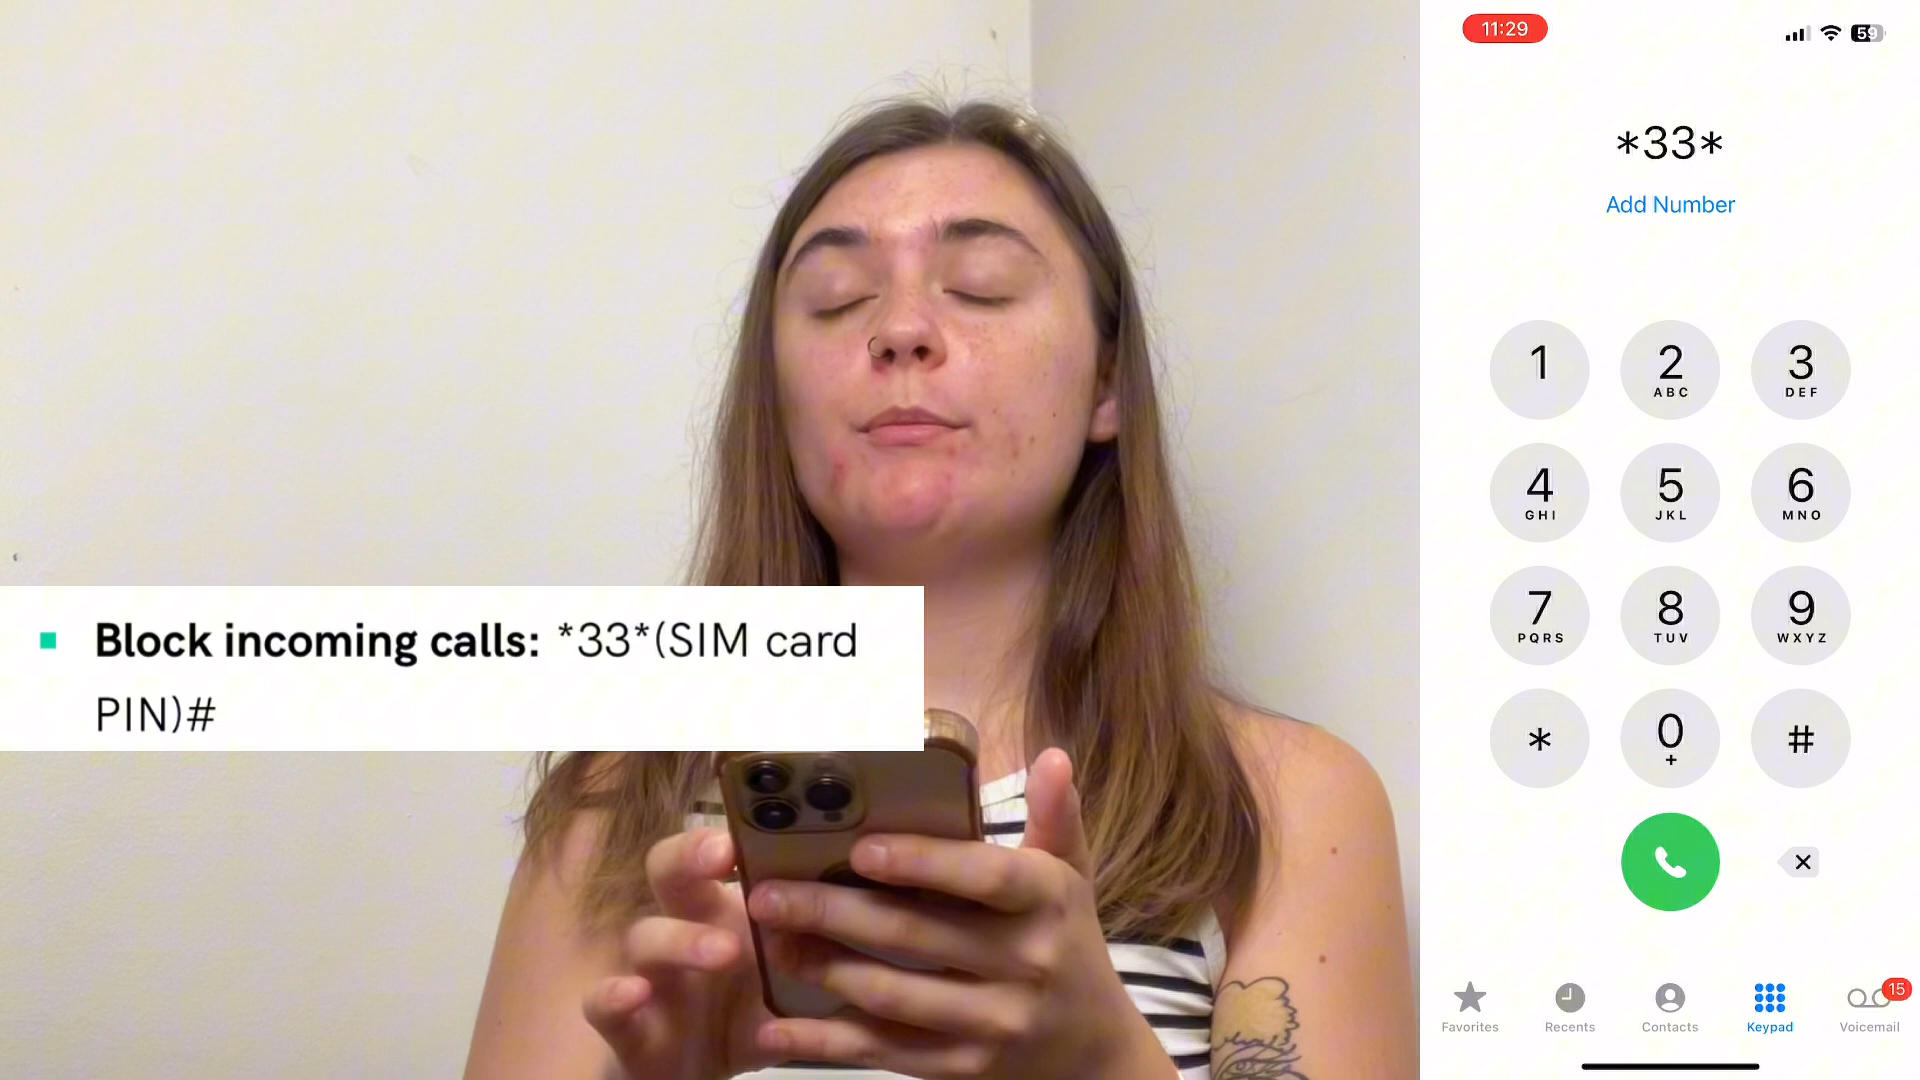 Block incoming calls: *33*(SIM card
PIN)#
11:29
59
*33*
Add Number
1
2
ABC
3
DEF
4
GHI
5
JKL
6
MNO
7
PQRS
8
TUV
9
WXYZ
*
0
+
#
15
Favorites
Recents
Contacts
Keypad
Voicemail